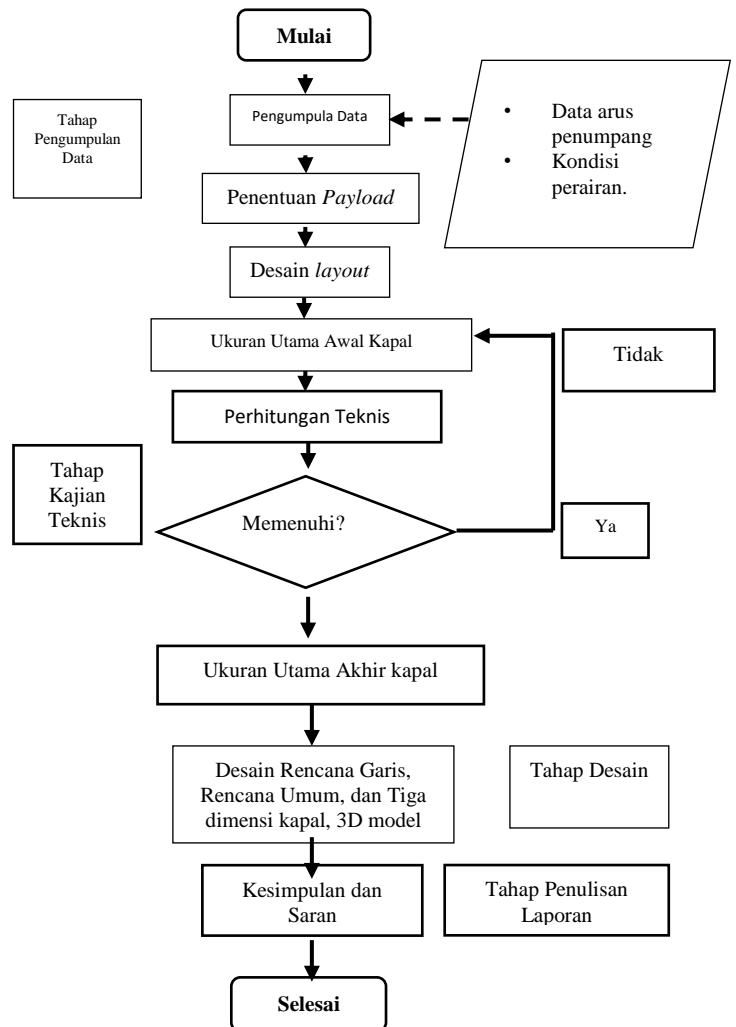 Mulai
Tahap
Pengumpulan
Data
Pengumpula Data
• Data arus
penumpang
• Kondisi
perairan.
Penentuan Payload
Desain layout
Ukuran Utama Awal Kapal
Tidak
Perhitungan Teknis
Tahap
Kajian
Teknis
Memenuhi?
Ya
Ukuran Utama Akhir kapal
Desain Rencana Garis,
Rencana Umum, dan Tiga
dimensi kapal, 3D model
Tahap Desain
Kesimpulan dan
Saran
Tahap Penulisan
Laporan
Selesai